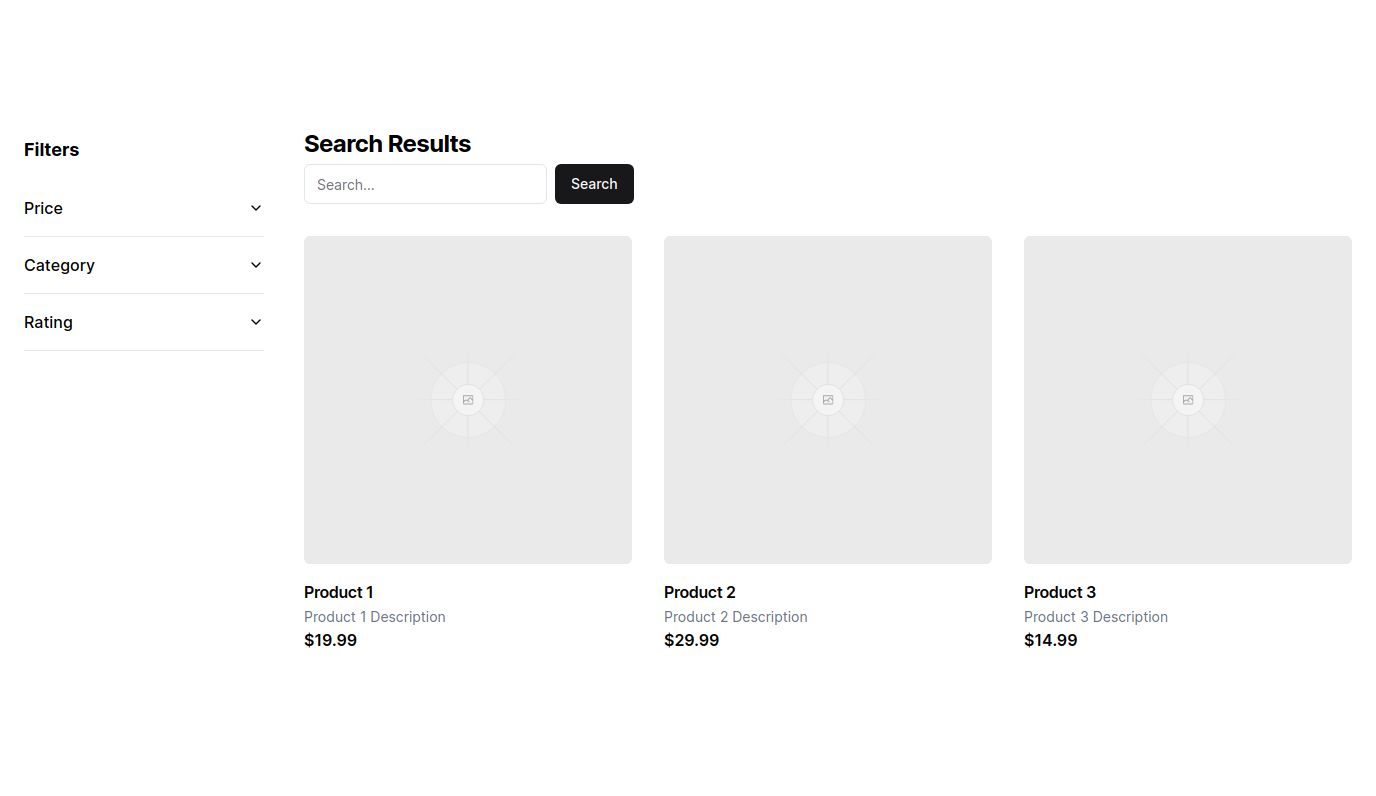 Filters
Price
Category
Rating
Search Results
Search...
Search
Product 1
Product 1 Description
$19.99
Product 2
Product 2 Description
$29.99
Product 3
Product 3 Description
$14.99